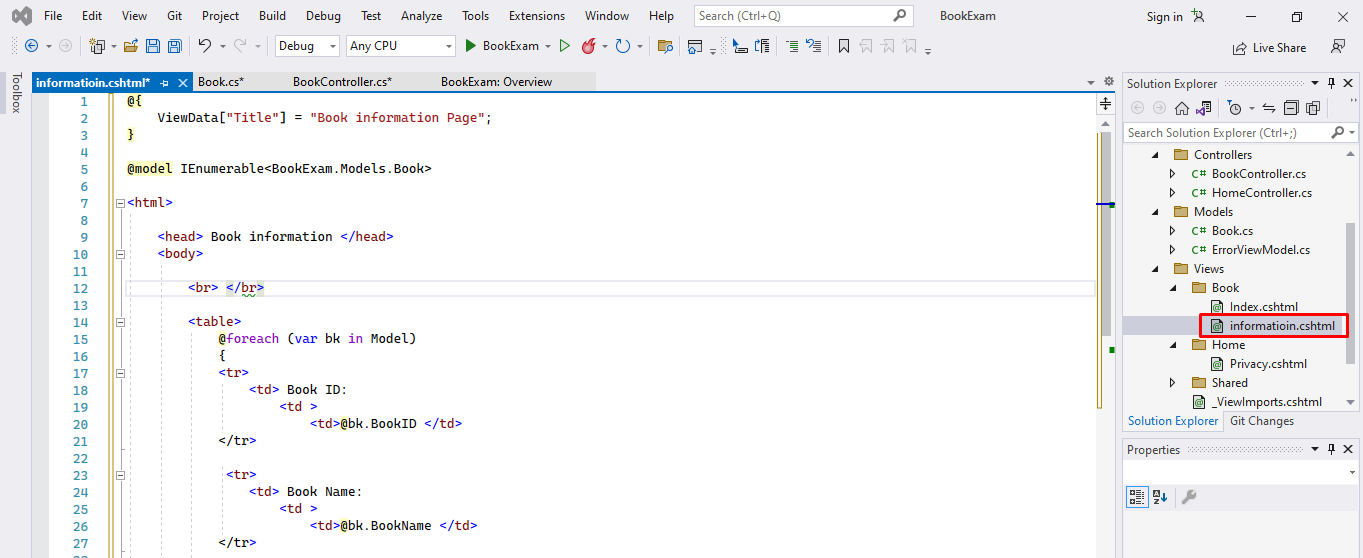 File Edit View Git Project Build Debug Test Analyze Tools Extensions Window Help Search (Ctrl+Q) BookExam Sign in
Debug Any CPU BookExam Live Share
Toolbox
informatioin.cshtml* Book.cs* BookController.cs* BookExam: Overview
1 @{
2 ViewData["Title"] = "Book information Page";
3 }
4
5 @model IEnumerable<BookExam.Models.Book>
6
7 <html>
8
9 <head> Book information </head>
10 <body>
11
12 <br> </br>
13
14 <table>
15 @foreach (var bk in Model)
16 {
17 <tr>
18 <td> Book ID:
19 <td >
20 <td>@bk.BookID </td>
21 </tr>
22
23 <tr>
24 <td> Book Name:
25 <td >
26 <td>@bk.BookName </td>
27 </tr>
Solution Explorer
Search Solution Explorer (Ctrl+;)
Controllers
C# BookController.cs
C# HomeController.cs
Models
C# Book.cs
C# ErrorViewModel.cs
Views
Book
Index.cshtml
informatioin.cshtml
Home
Privacy.cshtml
Shared
_ViewImports.cshtml
Solution Explorer Git Changes
Properties